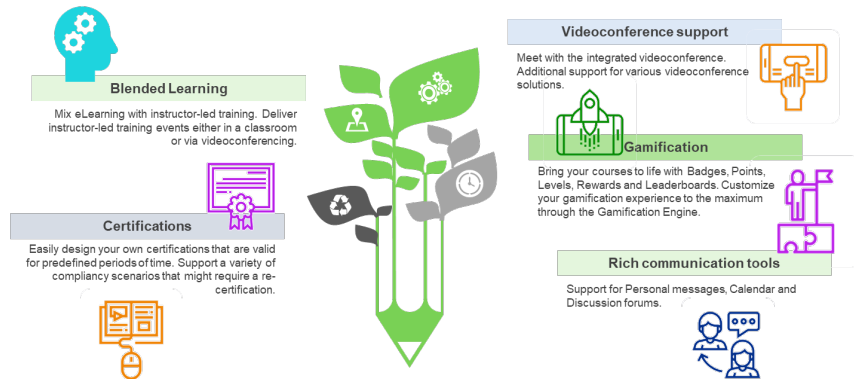 Blended Learning
Mix eLearning with instructor-led training. Deliver
instructor-led training events either in a classroom
or via videoconferencing.
Certifications
Easily design your own certifications that are valid
for predefined periods of time. Support a variety of
compliancy scenarios that might require a re-
certification.
Videoconference support
Meet with the integrated videoconference.
Additional support for various videoconference
solutions.
Gamification
Bring your courses to life with Badges, Points,
Levels, Rewards and Leaderboards. Customize
your gamification experience to the maximum
through the Gamification Engine.
Rich communication tools
Support for Personal messages, Calendar and
Discussion forums.